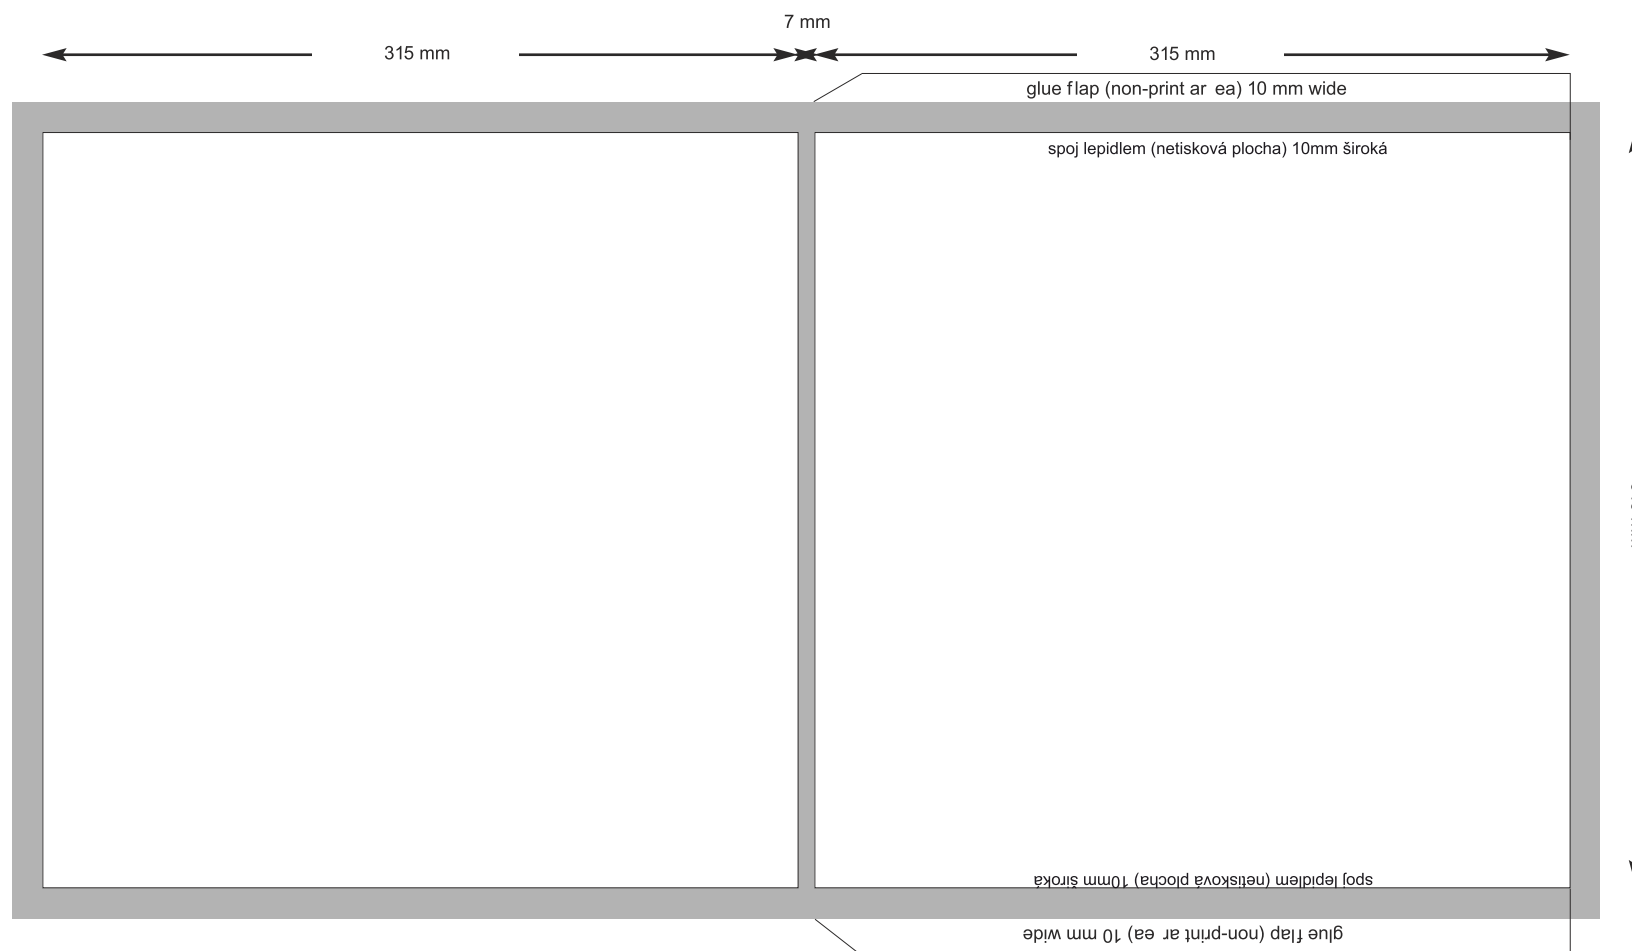 7 mm
315 mm
315 mm
glue flap (non-print ar ea) 10 mm wide
spoj lepidlem (netisková plocha) 10mm široká
spoj lepidlem (netisková plocha) 10mm široká
glue flap (non-print ar ea) 10 mm wide